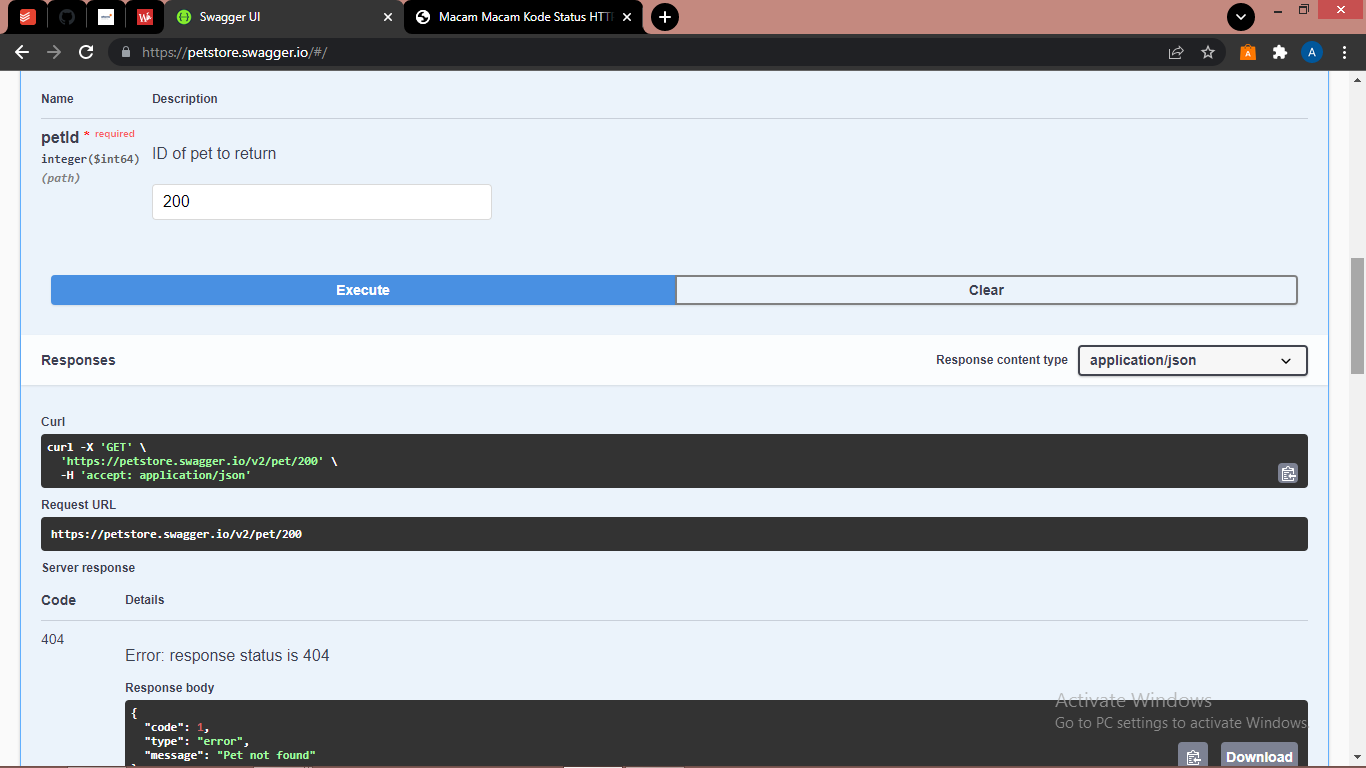 Swagger UI
Macam Macam Kode Status HTT
https://petstore.swagger.io/#/
A
Name Description
petId * required
integer($int64)
(path)
ID of pet to return
200
Execute Clear
Responses Response content type application/json
Curl
curl -X 'GET' \
'https://petstore.swagger.io/v2/pet/200' \
-H 'accept: application/json'
Request URL
https://petstore.swagger.io/v2/pet/200
Server response
Code Details
404
Error: response status is 404
Response body
{
"code": 1,
"type": "error",
"message": "Pet not found"
Download
Activate Windows
Go to PC settings to activate Windows